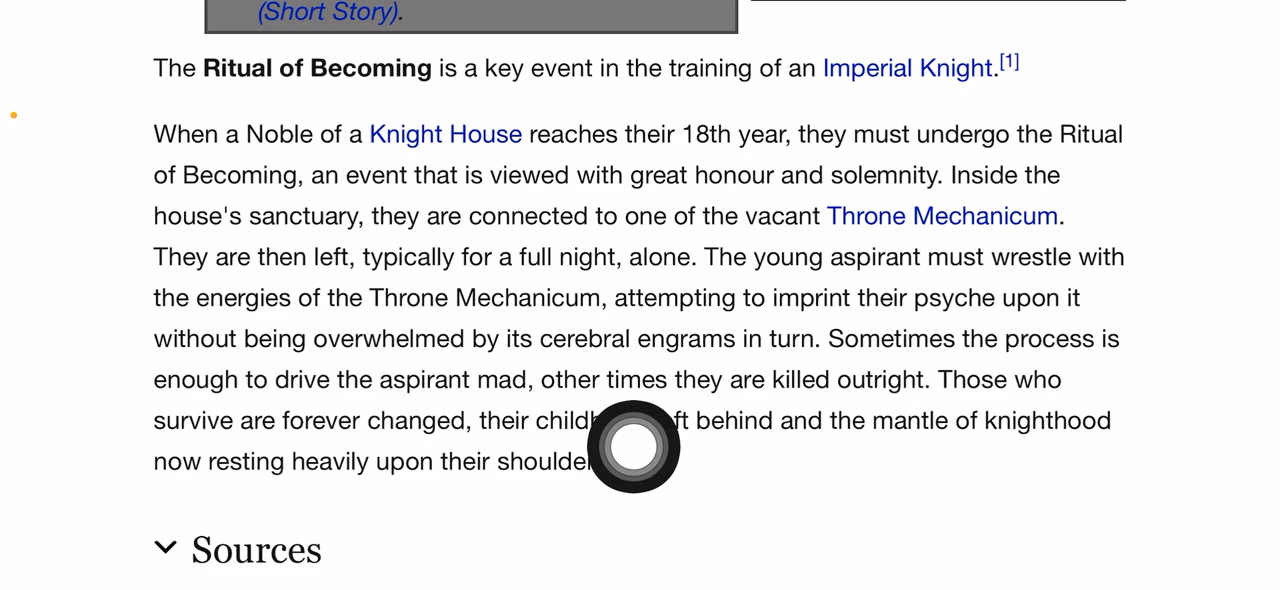 (Short Story).
The Ritual of Becoming is a key event in the training of an Imperial Knight.[1]
When a Noble of a Knight House reaches their 18th year, they must undergo the Ritual
of Becoming, an event that is viewed with great honour and solemnity. Inside the
house's sanctuary, they are connected to one of the vacant Throne Mechanicum.
They are then left, typically for a full night, alone. The young aspirant must wrestle with
the energies of the Throne Mechanicum, attempting to imprint their psyche upon it
without being overwhelmed by its cerebral engrams in turn. Sometimes the process is
enough to drive the aspirant mad, other times they are killed outright. Those who
survive are forever changed, their behind and the mantle of knighthood
now resting heavily upon their
Sources